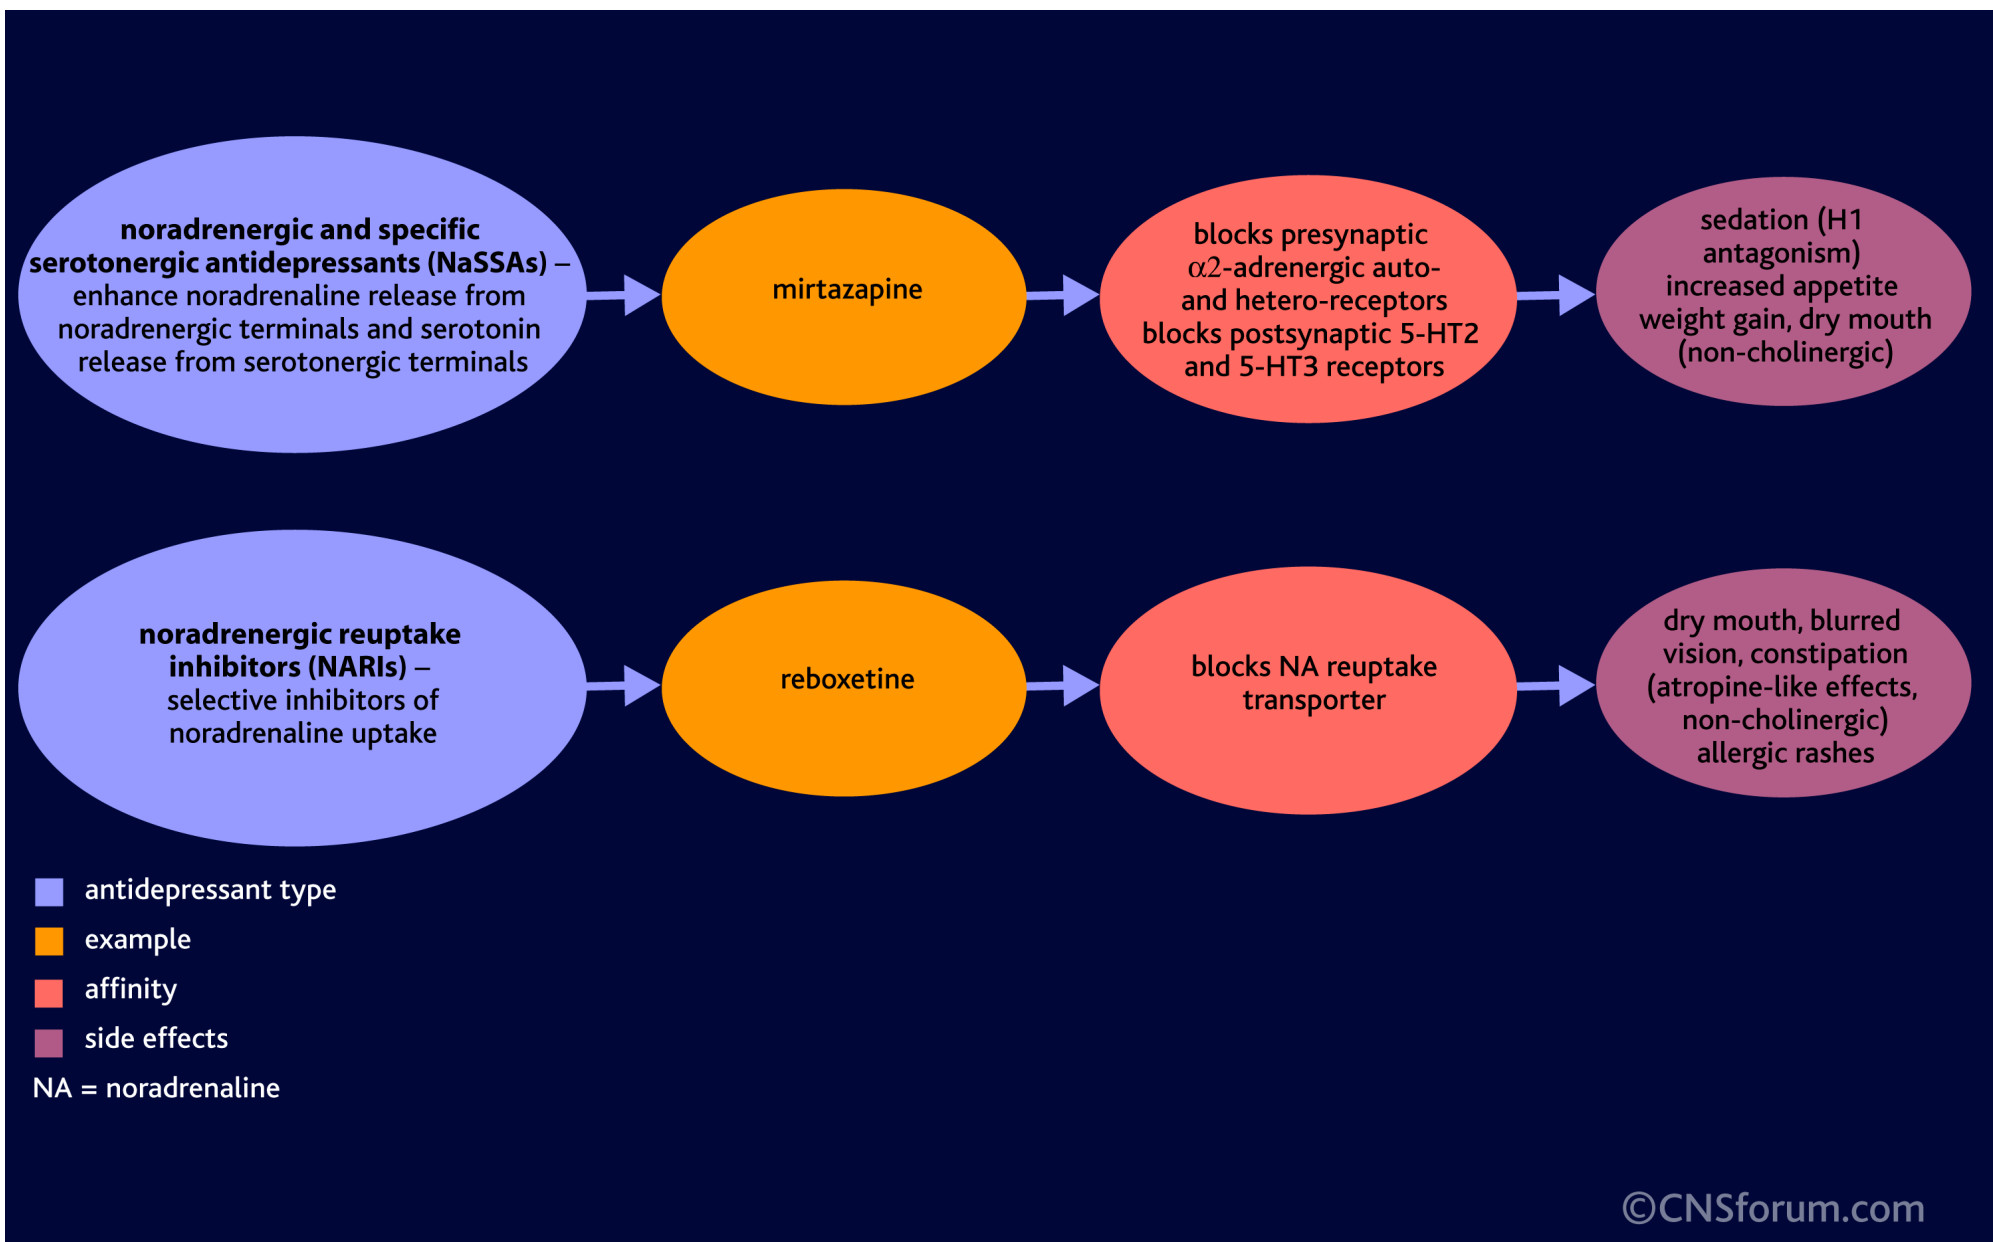 noradrenergic and specific
serotonergic antidepressants (NaSSAs) –
enhance noradrenaline release from
noradrenergic terminals and serotonin
release from serotonergic terminals
mirtazapine
blocks presynaptic
α2-adrenergic auto-
and hetero-receptors
blocks postsynaptic 5-HT2
and 5-HT3 receptors
sedation (H1
antagonism)
increased appetite
weight gain, dry mouth
(non-cholinergic)
noradrenergic reuptake
inhibitors (NARIs) –
selective inhibitors of
noradrenaline uptake
reboxetine
blocks NA reuptake
transporter
dry mouth, blurred
vision, constipation
(atropine-like effects,
non-cholinergic)
allergic rashes
antidepressant type
example
affinity
side effects
NA = noradrenaline
©CNSforum.com